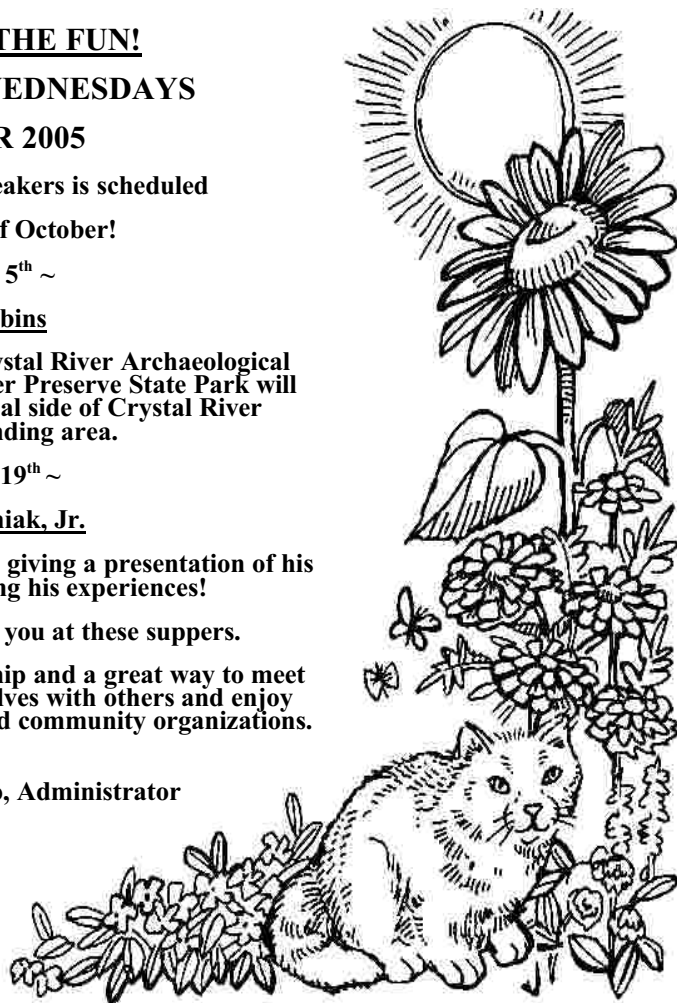 THE FUN!
WEDNESDAYS
R 2005
eakers is scheduled
of October!
5th ~
bins
ystal River Archaeological
er Preserve State Park will
al side of Crystal River
nding area.
19th ~
niak, Jr.
giving a presentation of his
ng his experiences!
you at these suppers.
hip and a great way to meet
lves with others and enjoy
d community organizations.
o, Administrator